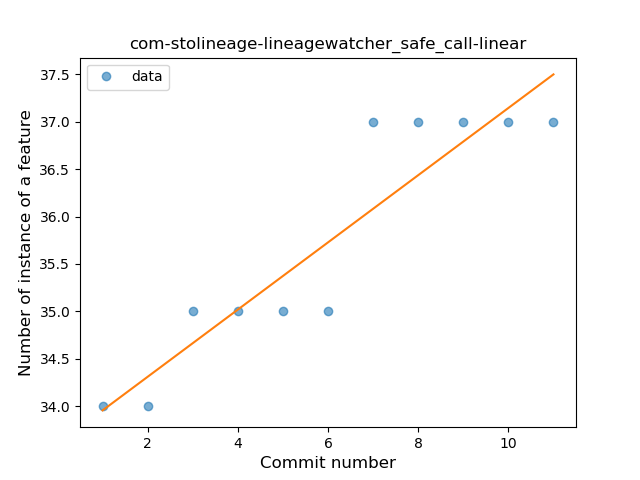 com-stolineage-lineagewatcher_safe_call-linear
data
37.5
37.0
36.5
36.0
35.5
35.0
34.5
34.0
Number of instance of a feature
2 4 6 8 10
Commit number